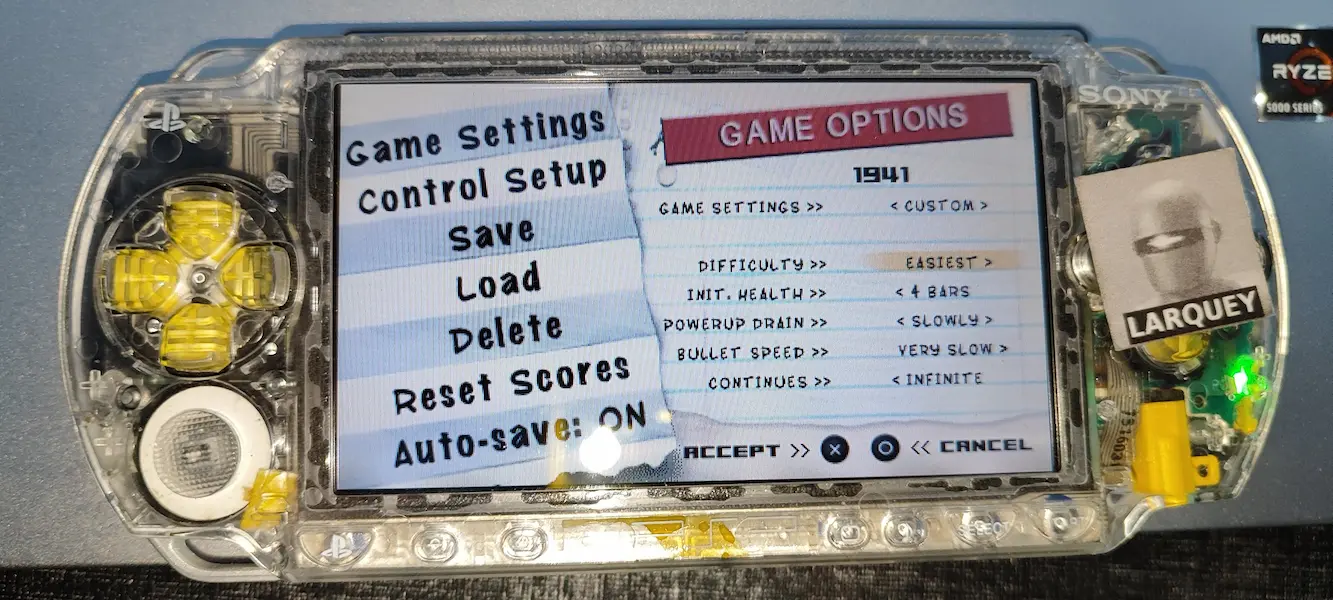 SONY
AMD
RYZE
5000 SERIE
Game Settings
Control Setup
Save
Load
Delete
Reset Scores
Auto-save: ON
GAME OPTIONS
1941
GAME SETTINGS >> < CUSTOM >
DIFFICULTY >> EASIEST >
INIT. HEALTH >> < 4 BARS
POWERUP DRAIN >> < SLOWLY >
BULLET SPEED >> VERY SLOW >
CONTINUES >> < INFINITE
ACCEPT >> << CANCEL
LARQUEY
SELECT